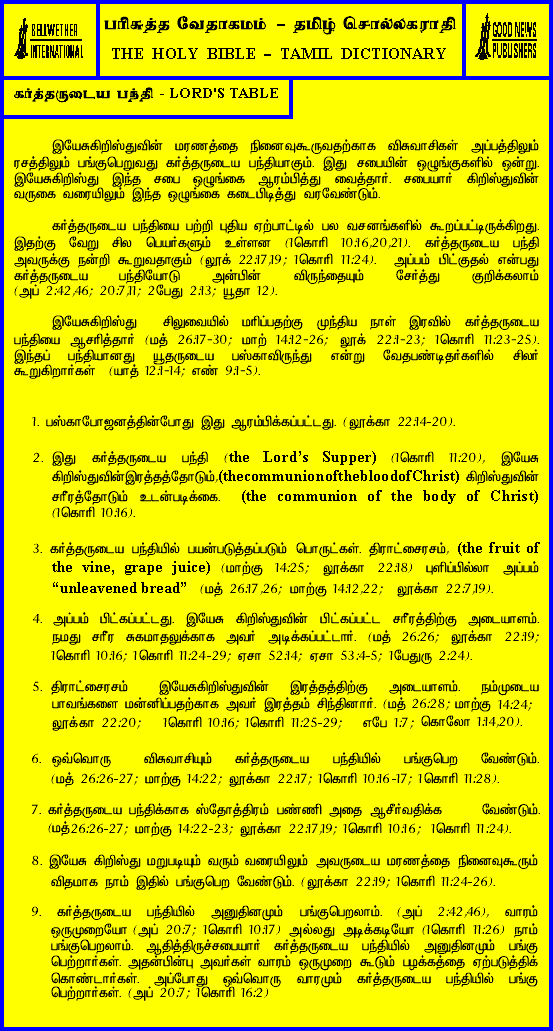 BELLWETHER
INTERNATIONAL
பரிசுத்த வேதாகமம் – தமிழ் சொல்லகராதி
THE HOLY BIBLE – TAMIL DICTIONARY
GOOD NEWS
PUBLISHERS
கர்த்தருடைய பந்தி - LORD'S TABLE
இயேசுகிறிஸ்துவின் மரணத்தை நினைவுகூருவதற்காக விசுவாசிகள் அப்பத்திலும்
ரசத்திலும் பங்குபெறுவது கர்த்தருடைய பந்தியாகும். இது சபையின் ஒழுங்குகளில் ஒன்று.
இயேசுகிறிஸ்து இந்த சபை ஒழுங்கை ஆரம்பித்து வைத்தார். சபையார் கிறிஸ்துவின்
வருகை வரையிலும் இந்த ஒழுங்கை கடைபிடித்து வரவேண்டும்.
கர்த்தருடைய பந்தியை பற்றி புதிய ஏற்பாட்டில் பல வசனங்களில் கூறப்பட்டிருக்கிறது.
இதற்கு வேறு சில பெயர்களும் உள்ளன (1கொரி 10:16,20,21). கர்த்தருடைய பந்தி
அவருக்கு நன்றி கூறுவதாகும் (லூக் 22:17,19; 1கொரி 11:24). அப்பம் பிட்குதல் என்பது
கர்த்தருடைய பந்தியோடு அன்பின் விருந்தையும் சேர்த்து குறிக்கலாம்
(அப் 2:42,46; 20:7,11; 2பேது 2:13; யூதா 12).
இயேசுகிறிஸ்து சிலுவையில் மரிப்பதற்கு முந்திய நாள் இரவில் கர்த்தருடைய
பந்தியை ஆசரித்தார் (மத் 26:17-30; மாற் 14:12-26; லூக் 22:1-23; 1கொரி 11:23-25).
இந்தப் பந்தியானது யூதருடைய பஸ்காவிருந்து என்று வேதபண்டிதர்களில் சிலர்
கூறுகிறார்கள் (யாத் 12:1-14; எண் 9:1-5).
1. பஸ்காபோஜனத்தின்போது இது ஆரம்பிக்கப்பட்டது. (லூக்கா 22:14-20).
2. இது கர்த்தருடைய பந்தி (the Lord's Supper) (1கொரி 11:20), இயேசு
கிறிஸ்துவின்இரத்தத்தோடும்,(thecommunionofthebloodofChrist) கிறிஸ்துவின்
சரீரத்தோடும் உடன்படிக்கை. (the communion of the body of Christ)
(1கொரி 10:16).
3. கர்த்தருடைய பந்தியில் பயன்படுத்தப்படும் பொருட்கள். திராட்சைரசம், (the fruit of
the vine, grape juice) (மாற்கு 14:25; லூக்கா 22:18) புளிப்பில்லா அப்பம்
“unleavened bread” (மத் 26:17,26; மாற்கு 14:12,22; லூக்கா 22:7,19).
4. அப்பம் பிட்கப்பட்டது. இயேசு கிறிஸ்துவின் பிட்கப்பட்ட சரீரத்திற்கு அடையாளம்.
நமது சரீர சுகமாதலுக்காக அவர் அடிக்கப்பட்டார். (மத் 26:26; லூக்கா 22:19;
1கொரி 10:16; 1கொரி 11:24-29; ஏசா 52:14; ஏசா 53:4-5; 1பேதுரு 2:24).
5. திராட்சைரசம் இயேசுகிறிஸ்துவின் இரத்தத்திற்கு அடையாளம். நம்முடைய
பாவங்களை மன்னிப்பதற்காக அவர் இரத்தம் சிந்தினார். (மத் 26:28; மாற்கு 14:24;
லூக்கா 22:20; 1கொரி 10:16; 1கொரி 11:25-29; எபே 1:7; கொலோ 1:14,20).
6. ஒவ்வொரு விசுவாசியும் கர்த்தருடைய பந்தியில் பங்குபெற வேண்டும்.
(மத் 26:26-27; மாற்கு 14:22; லூக்கா 22:17; 1கொரி 10:16-17; 1கொரி 11:28).
7. கர்த்தருடைய பந்திக்காக ஸ்தோத்திரம் பண்ணி அதை ஆசீர்வதிக்க வேண்டும்.
(மத்26:26-27; மாற்கு 14:22-23; லூக்கா 22:17,19; 1கொரி 10:16; 1கொரி 11:24).
8. இயேசு கிறிஸ்து மறுபடியும் வரும் வரையிலும் அவருடைய மரணத்தை நினைவுகூரும்
விதமாக நாம் இதில் பங்குபெற வேண்டும். (லூக்கா 22:19; 1கொரி 11:24-26).
9. கர்த்தருடைய பந்தியில் அனுதினமும் பங்குபெறலாம். (அப் 2:42,46), வாரம்
ஒருமுறையோ (அப் 20:7; 1கொரி 10:17) அல்லது அடிக்கடியோ (1கொரி 11:26) நாம்
பங்குபெறலாம். ஆதித்திருச்சபையார் கர்த்தருடைய பந்தியில் அனுதினமும் பங்கு
பெற்றார்கள். அதன்பின்பு அவர்கள் வாரம் ஒருமுறை கூடும் பழக்கத்தை ஏற்படுத்திக்
கொண்டார்கள். அப்போது ஒவ்வொரு வாரமும் கர்த்தருடைய பந்தியில் பங்கு
பெற்றார்கள். (அப் 20:7; 1கொரி 16:2)